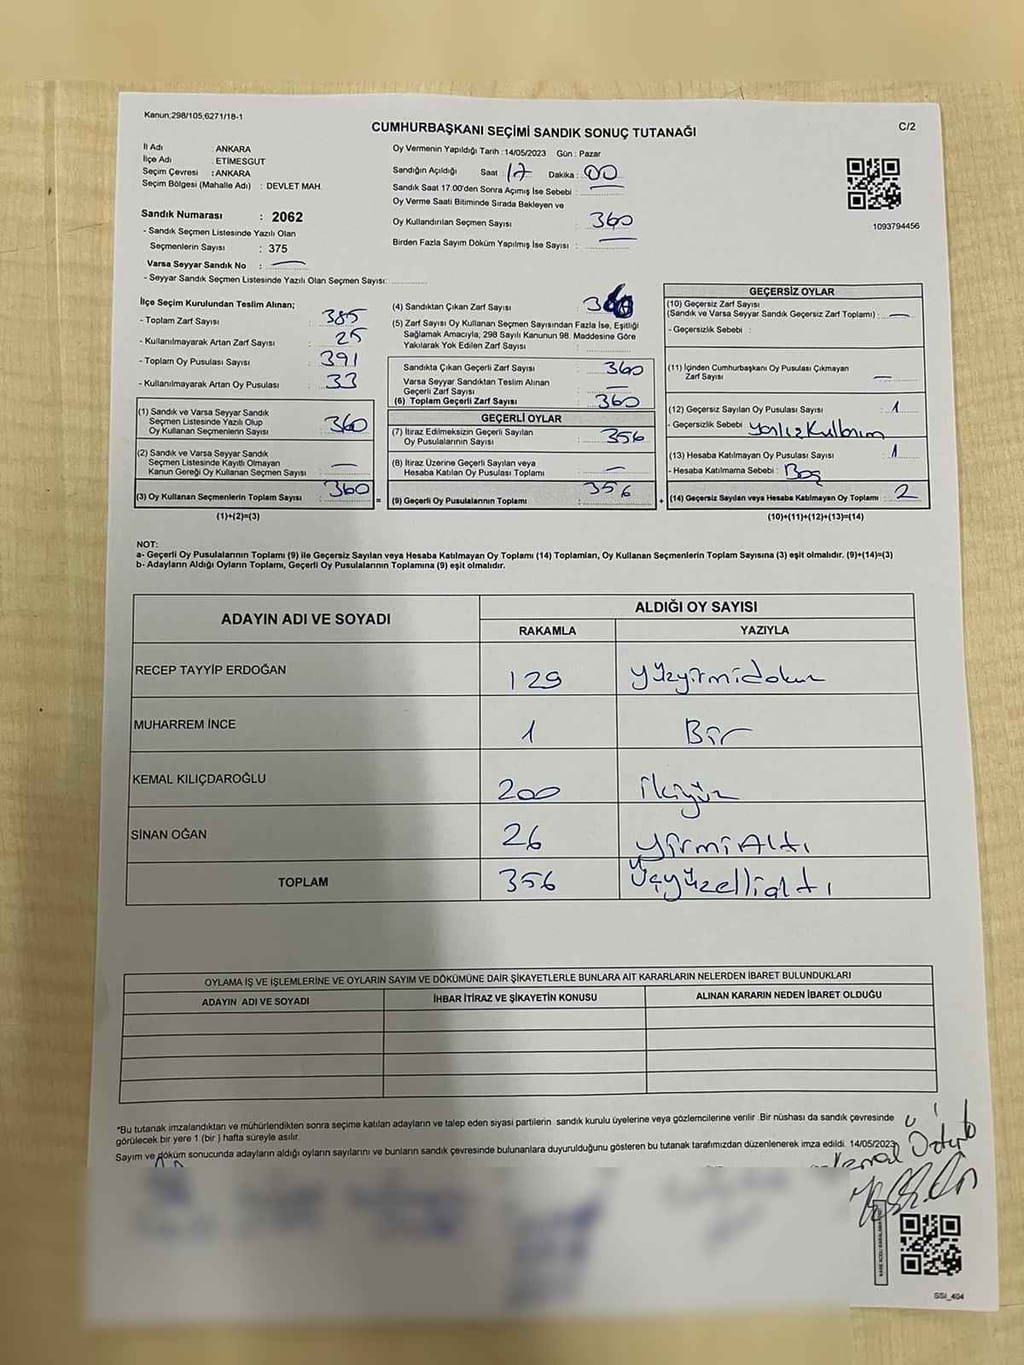 Kanun;298/105;6271/18-1
CUMHURBAŞKANI SEÇİMİ SANDIK SONUÇ TUTANAĞI
C/2
İl Adı : ANKARA
İlçe Adı : ETİMESGUT
Seçim Çevresi : ANKARA
Seçim Bölgesi (Mahalle Adı) : DEVLET MAH.
Sandık Numarası : 2062
- Sandık Seçmen Listesinde Yazılı Olan
Seçmenlerin Sayısı : 375
Varsa Seyyar Sandık No : —
- Seyyar Sandık Seçmen Listesinde Yazılı Olan Seçmen Sayısı:
Oy Vermenin Yapıldığı Tarih :14/05/2023 Gün : Pazar
Sandığın Açıldığı Saat 17 Dakika : 00
Sandık Saat 17.00'den Sonra Açımış İse Sebebi : —
Oy Verme Saati Bitiminde Sırada Bekleyen ve
Oy Kullandırılan Seçmen Sayısı : 360
Birden Fazla Sayım Döküm Yapılmış İse Sayısı : —
1093794456
İlçe Seçim Kurulundan Teslim Alınan;
- Toplam Zarf Sayısı : 385
- Kullanılmayarak Artan Zarf Sayısı : 25
- Toplam Oy Pusulası Sayısı : 391
- Kullanılmayarak Artan Oy Pusulası : 33
(1) Sandık ve Varsa Seyyar Sandık
Seçmen Listesinde Yazılı Olup
Oy Kullanan Seçmenlerin Sayısı : 360
(2) Sandık ve Varsa Seyyar Sandık
Seçmen Listesinde Kayıtlı Olmayan
Kanun Gereği Oy Kullanan Seçmen Sayısı : —
(3) Oy Kullanan Seçmenlerin Toplam Sayısı : 360
(1)+(2)=(3)
(4) Sandıktan Çıkan Zarf Sayısı :
(5) Zarf Sayısı Oy Kullanan Seçmen Sayısından Fazla İse, Eşitliği
Sağlamak Amacıyla, 298 Sayılı Kanunun 98. Maddesine Göre
Yakılarak Yok Edilen Zarf Sayısı :
Sandıkta Çıkan Geçerli Zarf Sayısı : 360
Varsa Seyyar Sandıktan Teslim Alınan
Geçerli Zarf Sayısı : —
(6) Toplam Geçerli Zarf Sayısı : 360
GEÇERLİ OYLAR
(7) İtiraz Edilmeksizin Geçerli Sayılan
Oy Pusulalarının Sayısı : 356
(8) İtiraz Üzerine Geçerli Sayılan veya
Hesaba Katılan Oy Pusulası Toplamı : —
= (9) Geçerli Oy Pusulalarının Toplamı : 356
GEÇERSİZ OYLAR
(10) Geçersiz Zarf Sayısı
(Sandık ve Varsa Seyyar Sandık Geçersiz Zarf Toplamı) : —
- Geçersizlik Sebebi :
(11) İçinden Cumhurbaşkanı Oy Pusulası Çıkmayan
Zarf Sayısı : —
(12) Geçersiz Sayılan Oy Pusulası Sayısı : 1
- Geçersizlik Sebebi :
(13) Hesaba Katılmayan Oy Pusulası Sayısı : 1
- Hesaba Katılmama Sebebi : Boş
+ (14) Geçersiz Sayılan veya Hesaba Katılmayan Oy Toplamı : 2
(10)+(11)+(12)+(13)=(14)
NOT:
a- Geçerli Oy Pusulalarının Toplamı (9) ile Geçersiz Sayılan veya Hesaba Katılmayan Oy Toplamı (14) Toplamları, Oy Kullanan Seçmenlerin Toplam Sayısına (3) eşit olmalıdır. (9)+(14)=(3)
b- Adayların Aldığı Oyların Toplamı, Geçerli Oy Pusulalarının Toplamına (9) eşit olmalıdır.
ADAYIN ADI VE SOYADI
ALDIĞI OY SAYISI
RAKAMLA YAZIYLA
RECEP TAYYİP ERDOĞAN 129 yüzyirmidokuz
MUHARREM İNCE 1 Bir
KEMAL KILIÇDAROĞLU 200 ikiyüz
SİNAN OĞAN 26 yirmiAltı
TOPLAM 356 Üçyüzellialtı
OYLAMA İŞ VE İŞLEMLERİNE VE OYLARIN SAYIM VE DÖKÜMÜNE DAİR ŞİKAYETLERLE BUNLARA AİT KARARLARIN NELERDEN İBARET BULUNDUKLARI
ADAYIN ADI VE SOYADI İHBAR İTİRAZ VE ŞİKAYETİN KONUSU ALINAN KARARIN NEDEN İBARET OLDUĞU
*Bu tutanak imzalandıktan ve mühürlendikten sonra seçime katılan adayların ve talep eden siyasi partilerin sandık kurulu üyelerine veya gözlemcilerine verilir .Bir nüshası da sandık çevresinde
görülecek bir yere 1 (bir ) hafta süreyle asılır.
Sayım ve döküm sonucunda adayların aldığı oyların sayılarını ve bunların sandık çevresinde bulunanlara duyurulduğunu gösteren bu tutanak tarafımızdan düzenlenerek imza edildi. 14/05/2023
Kemal Öztürk
SSI_404